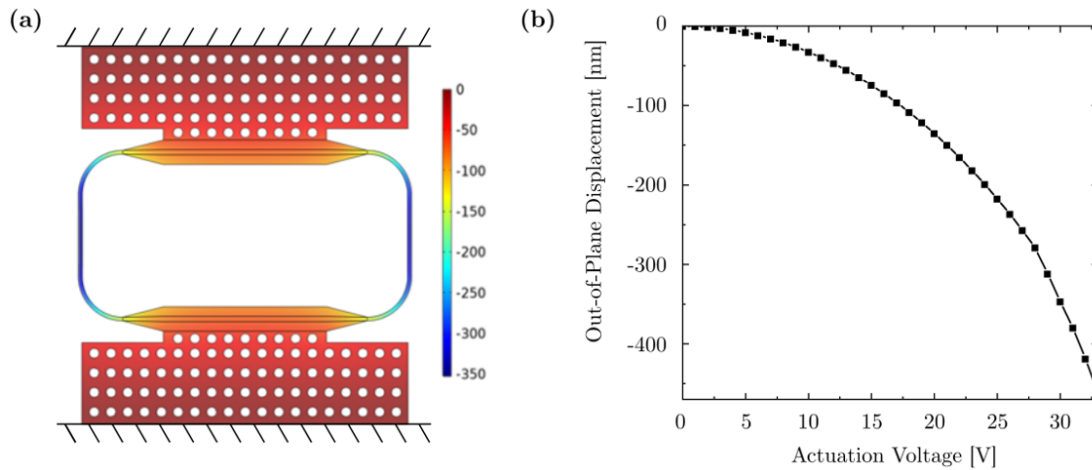 (a)
0
-50
-100
-150
-200
-250
-300
-350
(b)
Out-of-Plane Displacement [nm]
0
-100
-200
-300
-400
0 5 10 15 20 25 30
Actuation Voltage [V]